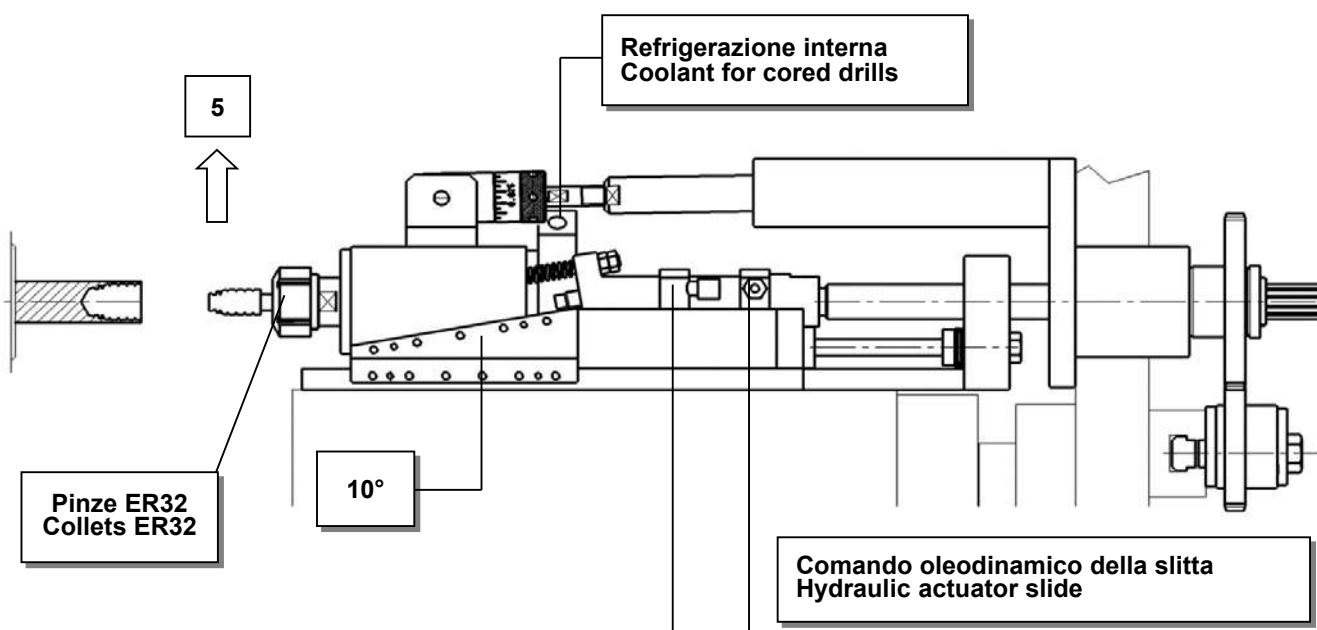 Refrigerazione interna
Coolant for cored drills
5
10°
Pinze ER32
Collets ER32
Comando oleodinamico della slitta
Hydraulic actuator slide